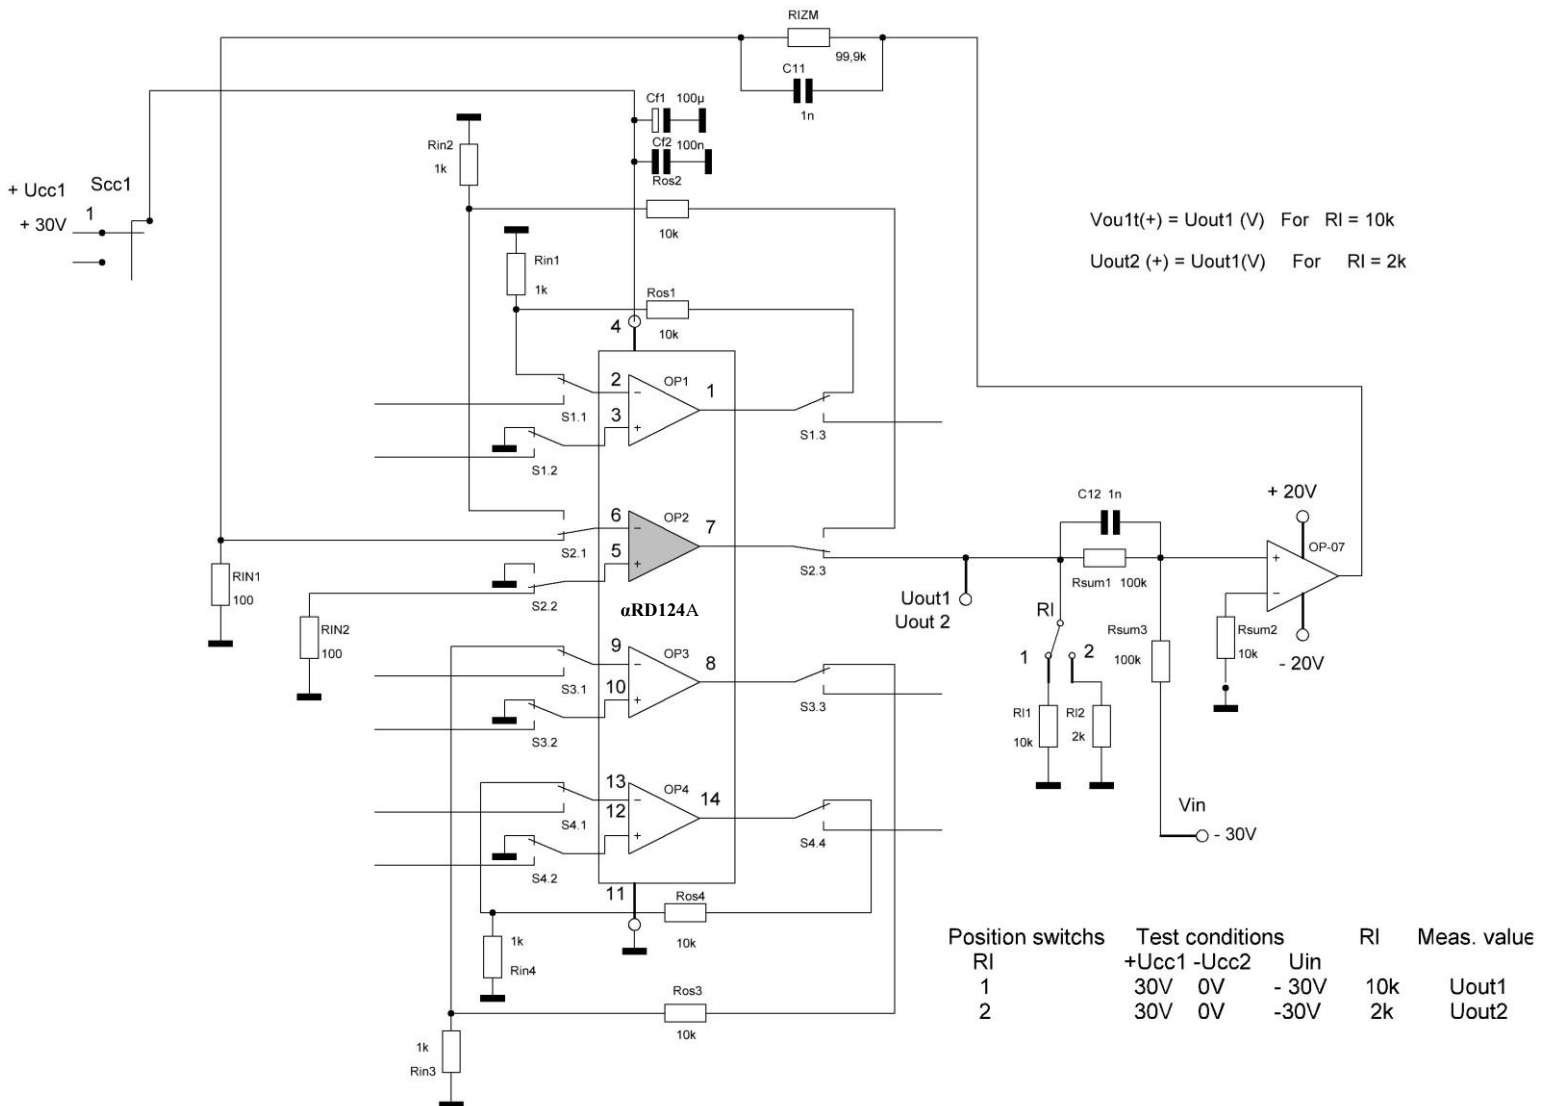 RIZM
99,9k
C11
1n
Cf1 100µ
Cf2 100n
Rin2
1k
Ros2
10k
+ Ucc1 Scc1
+ 30V 1
Vou1t(+) = Uout1 (V) For Rl = 10k
Uout2 (+) = Uout1(V) For Rl = 2k
Rin1
1k
Ros1
10k
4
2 OP1 1
3
S1.1
S1.2
S1.3
C12 1n
+ 20V
6 OP2 7
5
S2.1
S2.2
S2.3
OP-07
Rsum1 100k
RIN1
100
RIN2
100
αRD124A
Uout1
Uout 2
Rl
1 2
Rsum3
100k
Rsum2
10k
- 20V
9 OP3 8
10
S3.1
S3.2
S3.3
Rl1
10k
Rl2
2k
13 OP4 14
12
S4.1
S4.2
S4.4
Vin
- 30V
11
Ros4
10k
1k
Rin4
Ros3
10k
1k
Rin3
Position switchs Test conditions Rl Meas. value
Rl +Ucc1 -Ucc2 Uin
1 30V 0V - 30V 10k Uout1
2 30V 0V -30V 2k Uout2